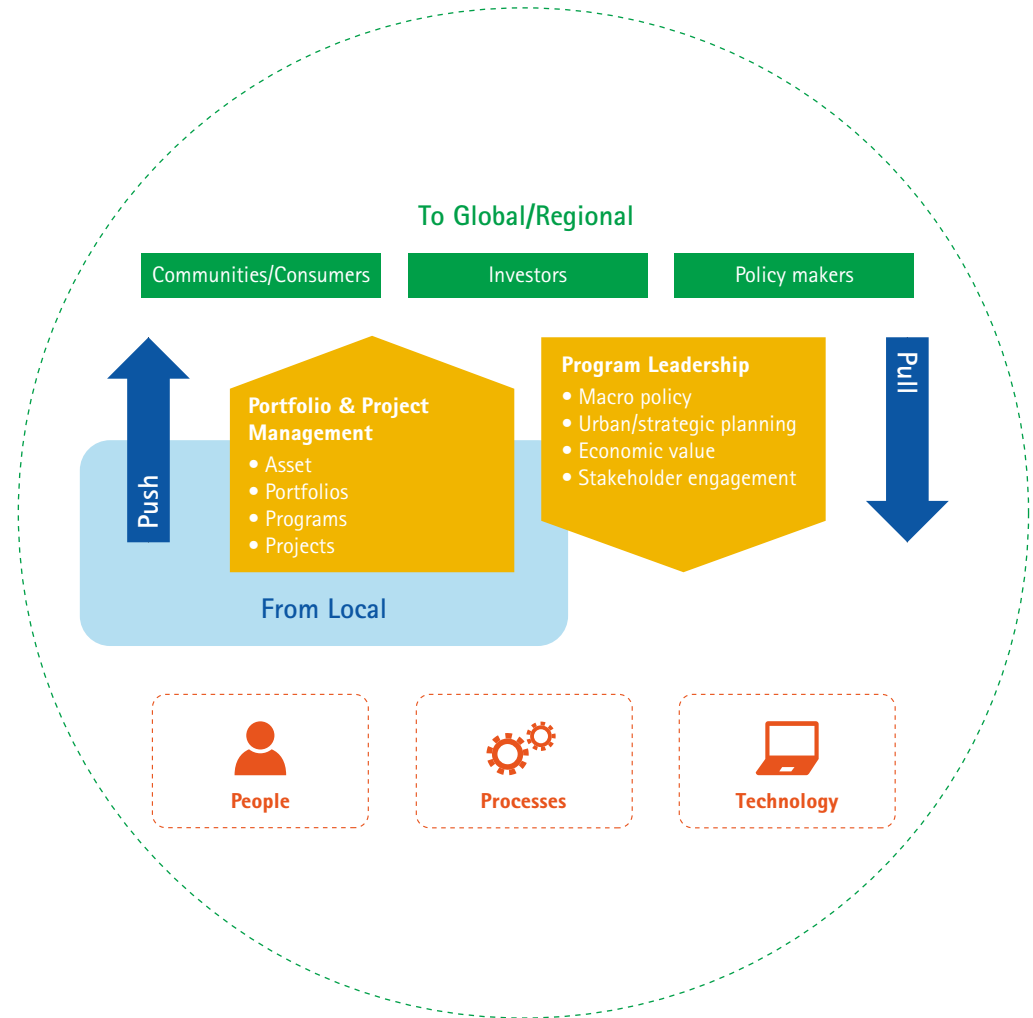 To Global/Regional
Communities/Consumers
Investors
Policy makers
Push
Portfolio & Project
Management
• Asset
• Portfolios
• Programs
• Projects
Program Leadership
• Macro policy
• Urban/strategic planning
• Economic value
• Stakeholder engagement
Pull
From Local
People
Processes
Technology